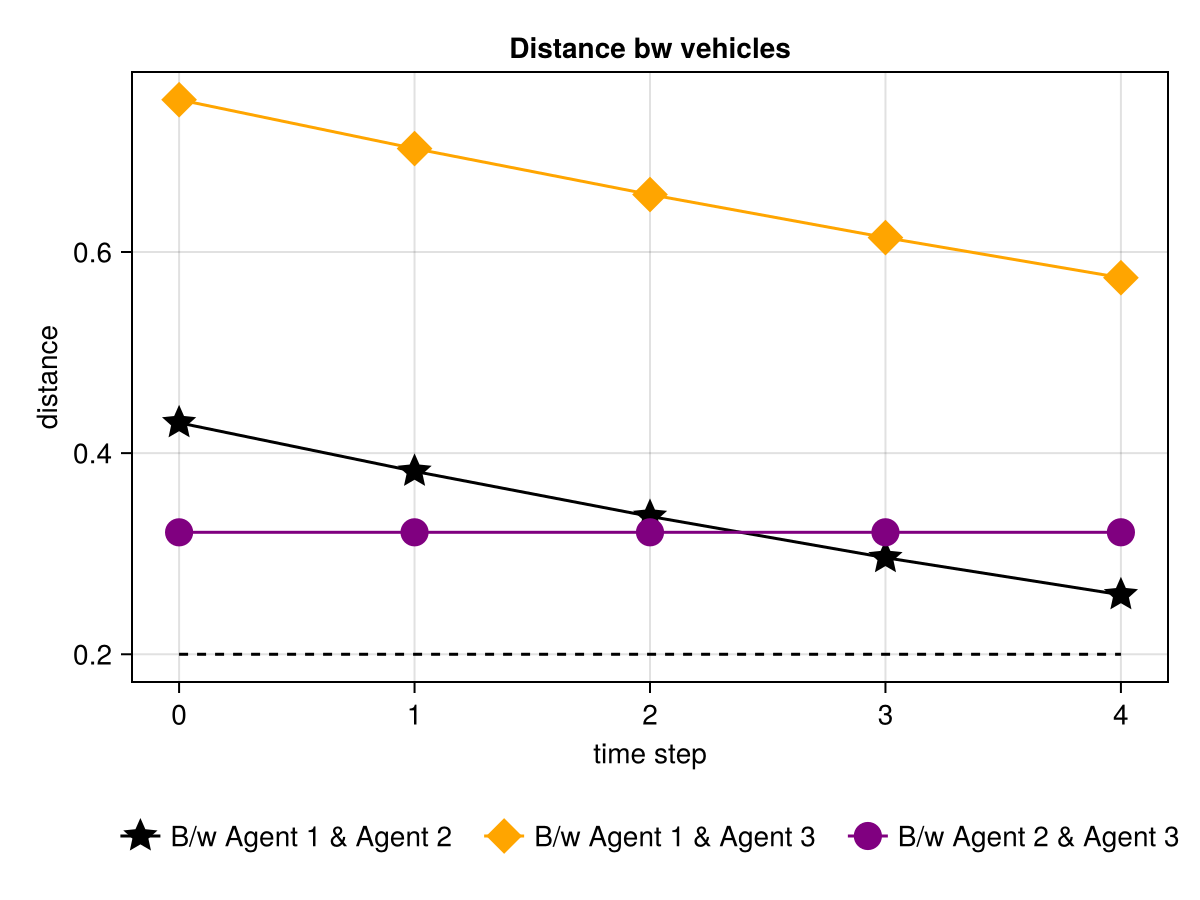 Distance bw vehicles
distance
0.6
0.4
0.2
0 1 2 3 4
time step
B/w Agent 1 & Agent 2 B/w Agent 1 & Agent 3 B/w Agent 2 & Agent 3